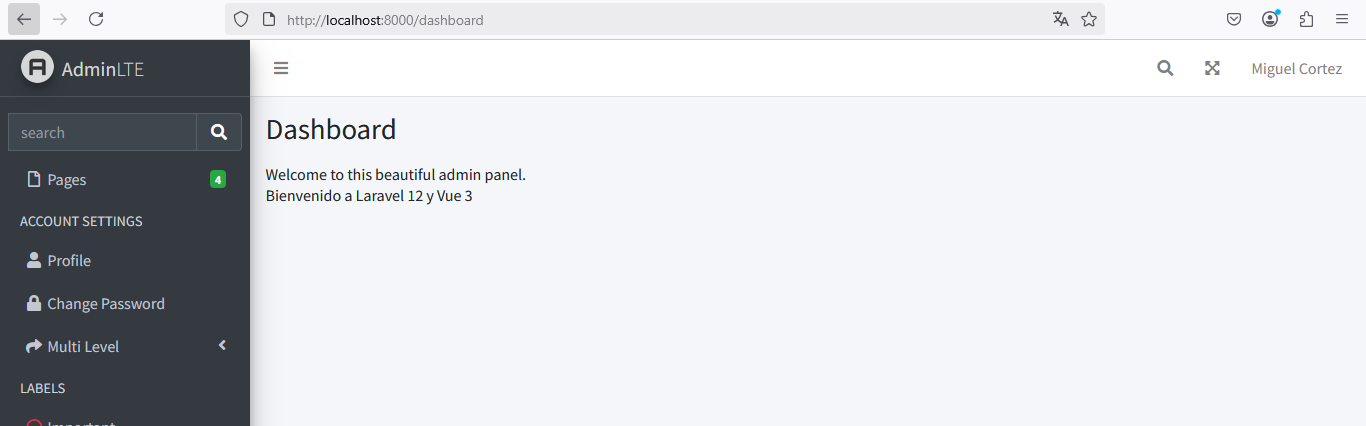 http://localhost:8000/dashboard
AdminLTE
Miguel Cortez
search
Dashboard
Welcome to this beautiful admin panel.
Bienvenido a Laravel 12 y Vue 3
Pages 4
ACCOUNT SETTINGS
Profile
Change Password
Multi Level
LABELS
Important